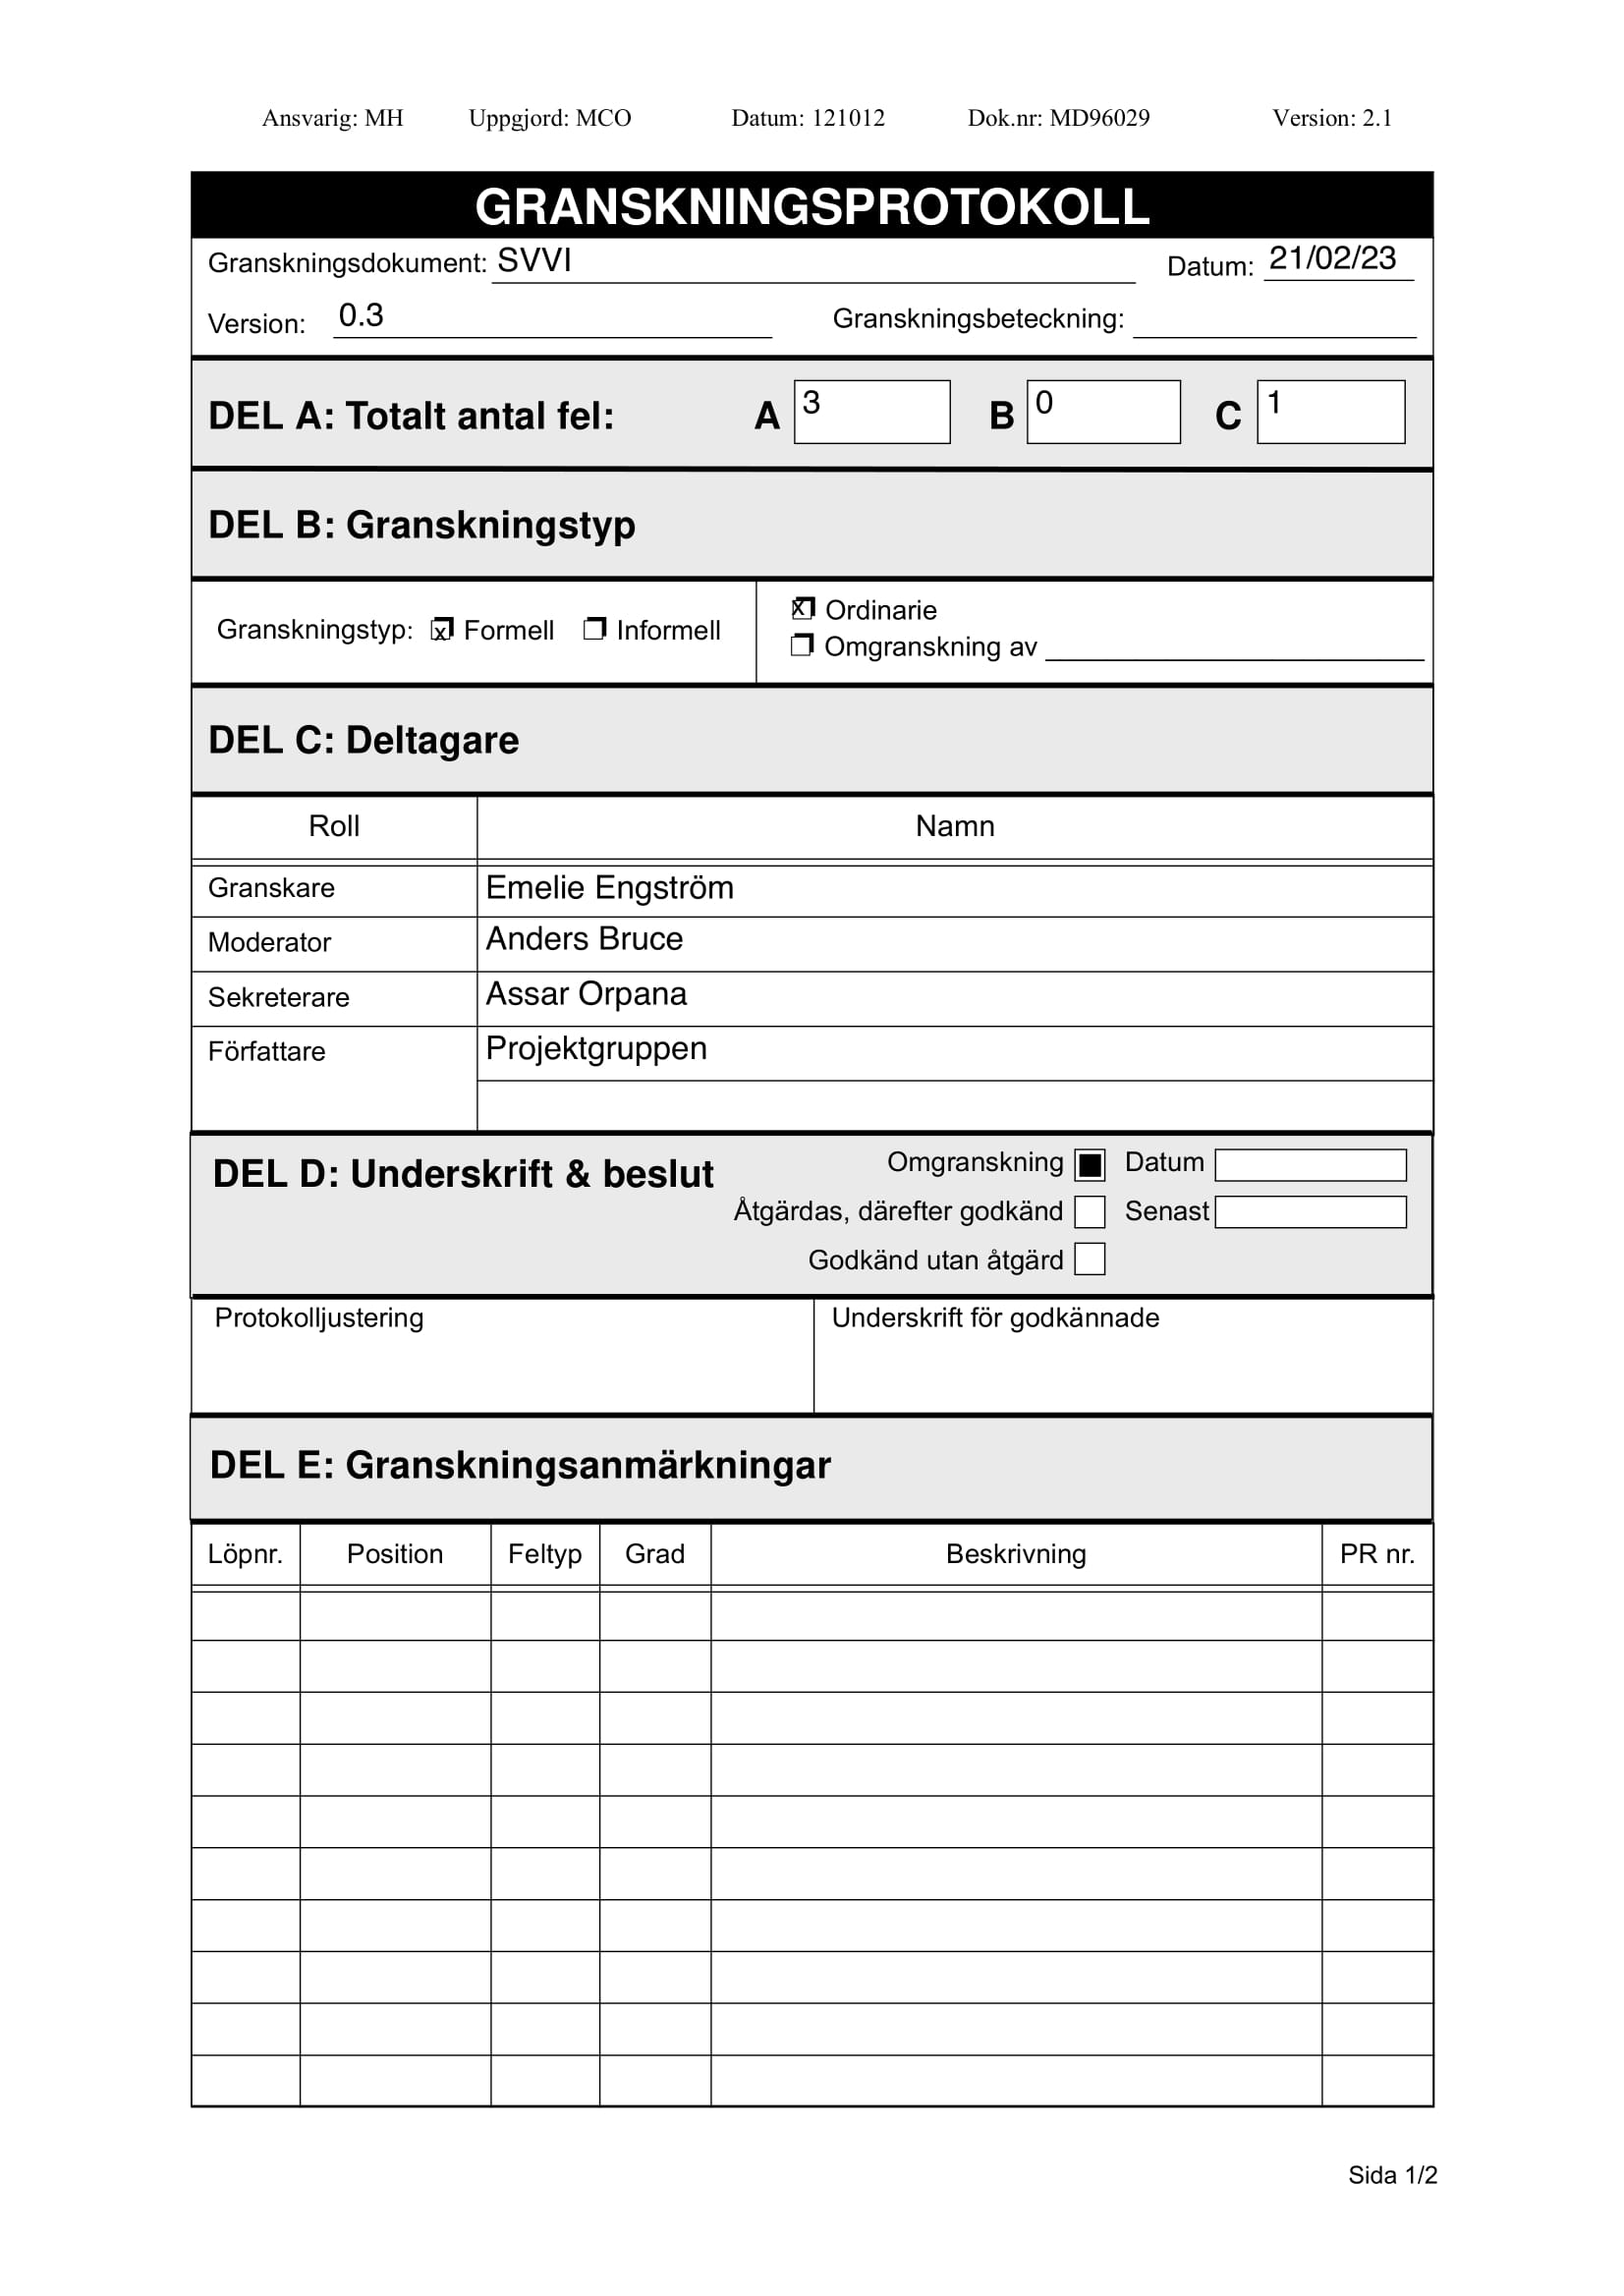 Ansvarig: MH Uppgjord: MCO Datum: 121012 Dok.nr: MD96029 Version: 2.1
GRANSKNINGSPROTOKOLL
Granskningsdokument: SVVI Datum: 21/02/23
Version: 0.3 Granskningsbeteckning:
DEL A: Totalt antal fel: A 3 B 0 C 1
DEL B: Granskningstyp
Granskningstyp: x Formell Informell
x Ordinarie
Omgranskning av
DEL C: Deltagare
Roll Namn
Granskare Emelie Engström
Moderator Anders Bruce
Sekreterare Assar Orpana
Författare Projektgruppen
DEL D: Underskrift & beslut
Omgranskning Datum
Åtgärdas, därefter godkänd Senast
Godkänd utan åtgärd
Protokolljustering Underskrift för godkännade
DEL E: Granskningsanmärkningar
Löpnr. Position Feltyp Grad Beskrivning PR nr.
Sida 1/2